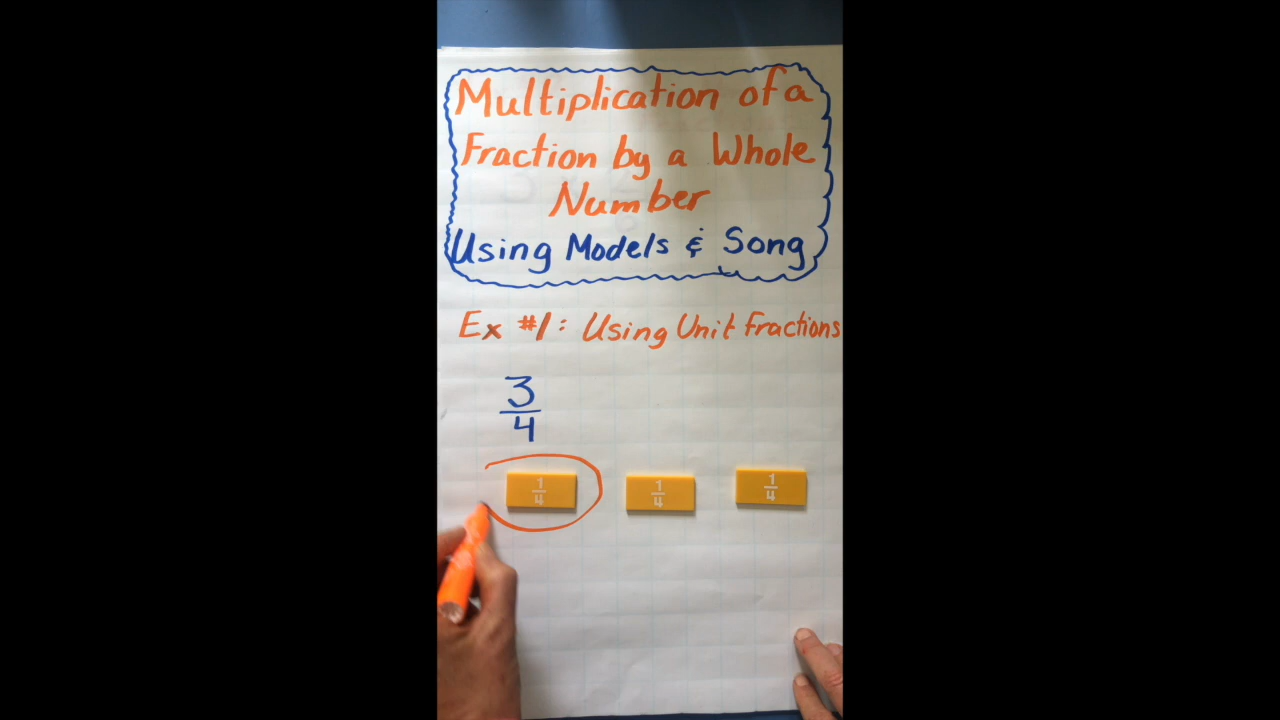 Multiplication of a
Fraction by a Whole
Number
Using Models & Song
Ex #1: Using Unit Fractions
3
4
1
4
1
4
1
4